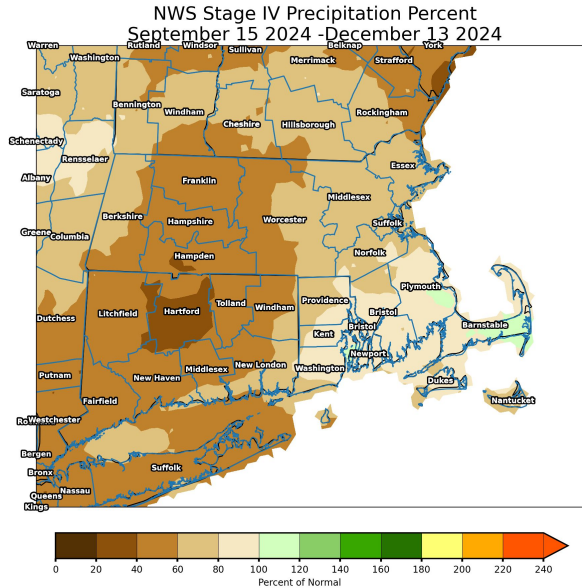 NWS Stage IV Precipitation Percent
September 15 2024 -December 13 2024
Warren Rutland Windsor Sullivan Belknap York
Washington Merrimack Strafford
Saratoga
Bennington Windham Rockingham
Cheshire Hillsborough
Schenectady
Rensselaer Essex
Albany Franklin
Middlesex
Berkshire Hampshire Worcester Suffolk
Greene Columbia
Hampden Norfolk
Plymouth
Providence
Litchfield Hartford Tolland Windham Bristol
Dutchess Bristol Barnstable
Kent
Newport
Middlesex New London Washington
Putnam New Haven Dukes
Fairfield Nantucket
Westchester
Bergen
Suffolk
Bronx
Nassau
Queens
Kings
0 20 40 60 80 100 120 140 160 180 200 220 240
Percent of Normal